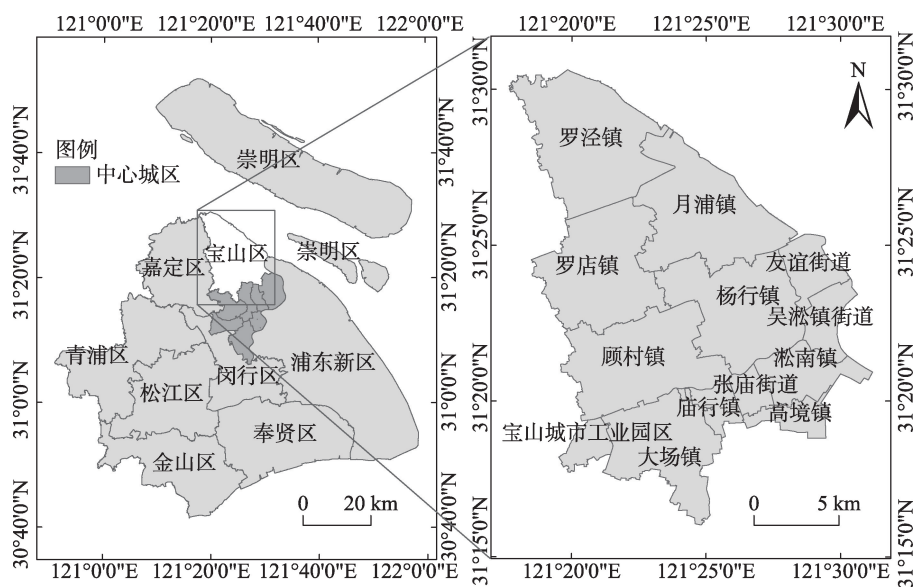 121°0'0"E 121°20'0"E 121°40'0"E 122°0'0"E
31°40'0"N
31°20'0"N
31°0'0"N
30°40'0"N
图例
中心城区
崇明区
宝山区
崇明区
嘉定区
青浦区
浦东新区
闵行区
松江区
奉贤区
金山区
0 20 km
31°40'0"N
31°20'0"N
31°0'0"N
30°40'0"N
121°0'0"E 121°20'0"E 121°40'0"E 122°0'0"E
121°20'0"E 121°25'0"E 121°30'0"E
31°30'0"N
31°25'0"N
31°20'0"N
31°15'0"N
N
罗泾镇
月浦镇
罗店镇
友谊街道
杨行镇
吴淞镇街道
顾村镇
淞南镇
张庙街道
庙行镇
高境镇
宝山城市工业园区
大场镇
0 5 km
31°30'0"N
31°25'0"N
31°20'0"N
31°15'0"N
121°20'0"E 121°25'0"E 121°30'0"E